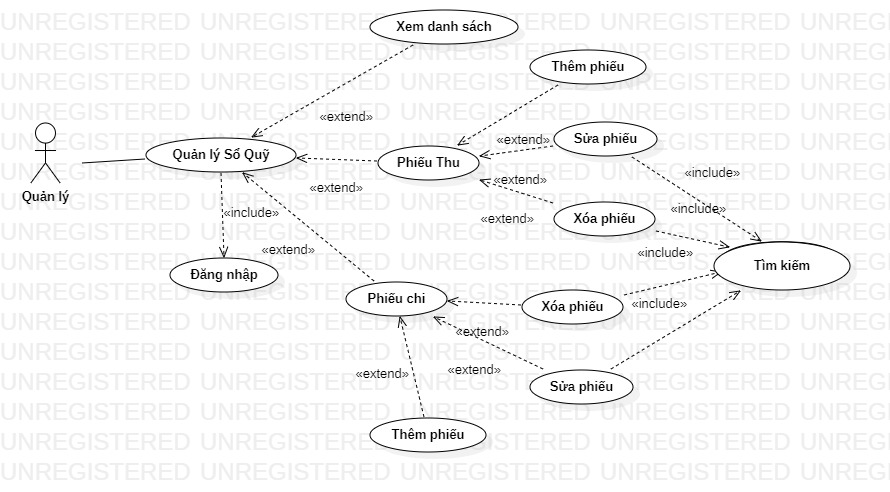 Xem danh sách
Thêm phiếu
«extend»
Sửa phiếu
«extend»
Quản lý Sổ Quỹ
Phiếu Thu
«include»
«extend»
«extend»
Quản lý
«include»
«include»
«extend»
Xóa phiếu
«extend»
«include»
Đăng nhập
Tìm kiếm
Phiếu chi
Xóa phiếu
«include»
«extend»
«extend»
«extend»
Sửa phiếu
Thêm phiếu
UNREGISTERED UNREGISTERED UNREGISTERED UNREGISTERED UNREGISTERED